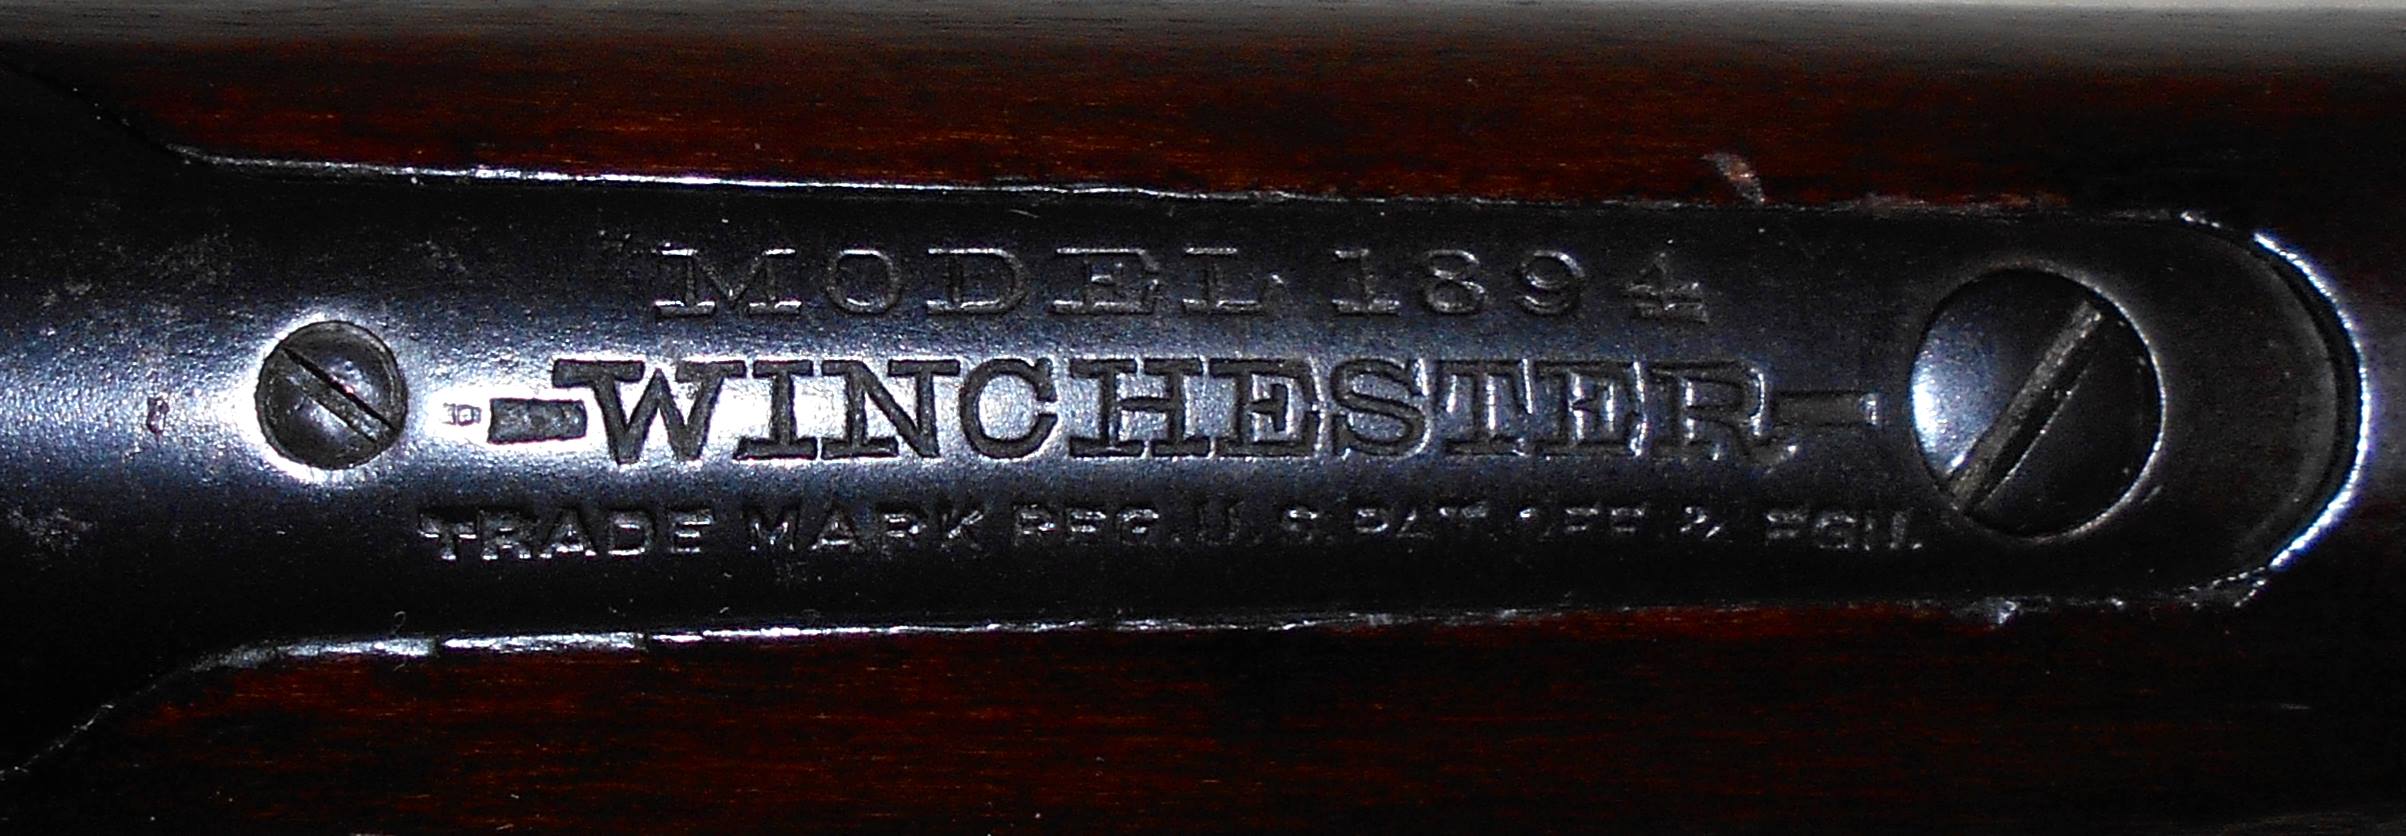 MODEL 1894
-WINCHESTER-
TRADE MARK REG. U.S. PAT. OFF. & FGN.